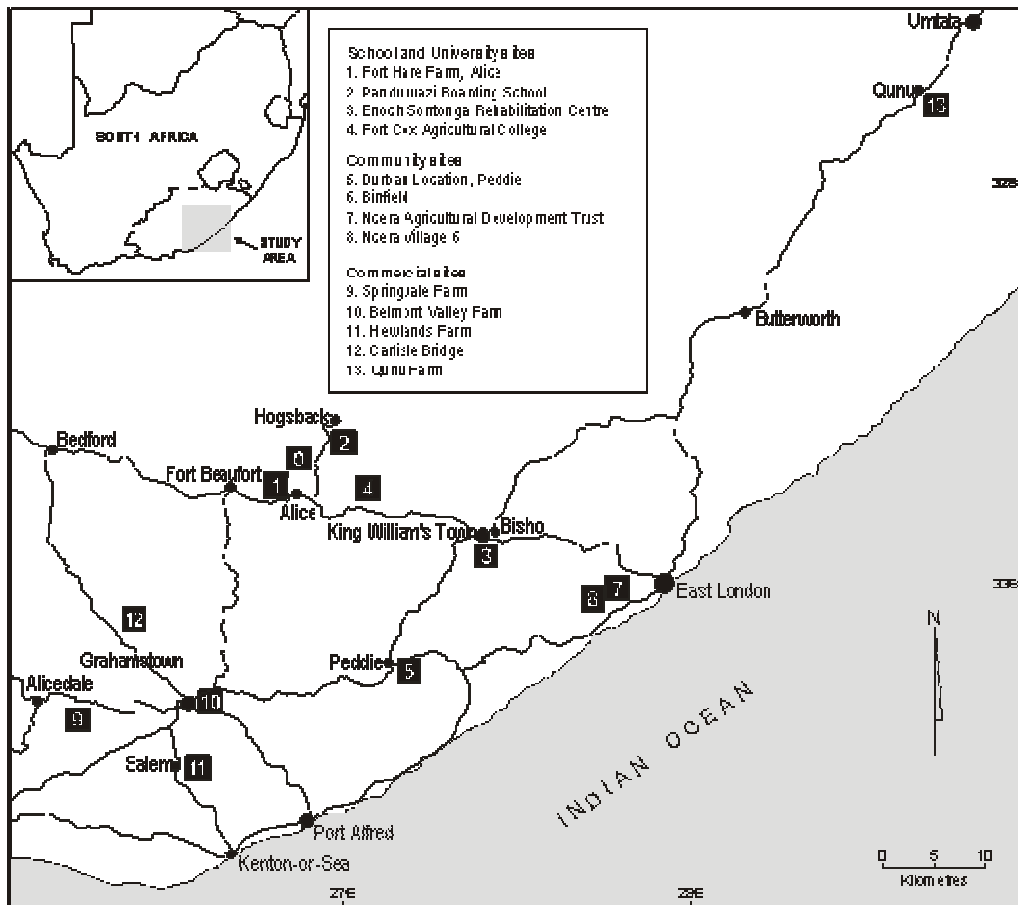 SOUTH AFRICA
STUDY
AREA
School and University sites
1. Fort Hare Farm, Alice
2. Boarding School
3. Enoch Sontonga Rehabilitation Centre
4. Fort Cox Agricultural College
Community sites
5. Durban Location, Peddie
6. Binfield
7. Ncera Agricultural Development Trust
8. Ncera Village 6
Commercial sites
9. Springvale Farm
10. Belmont Valley Farm
11. Hewlands Farm
12. Carlisle Bridge
13. Qunu Farm
Umtata
Qunu
13
Butterworth
Hogsback
2
Bedford
6
Fort Beaufort
1
4
Alice
King William's Town
Bisho
3
8
7
East London
12
N
Grahamstown
Peddie
5
Alicedale
9
10
Salem
11
INDIAN OCEAN
Port Alfred
Kenton-or-Sea
0 5 10
Kilometres
27E